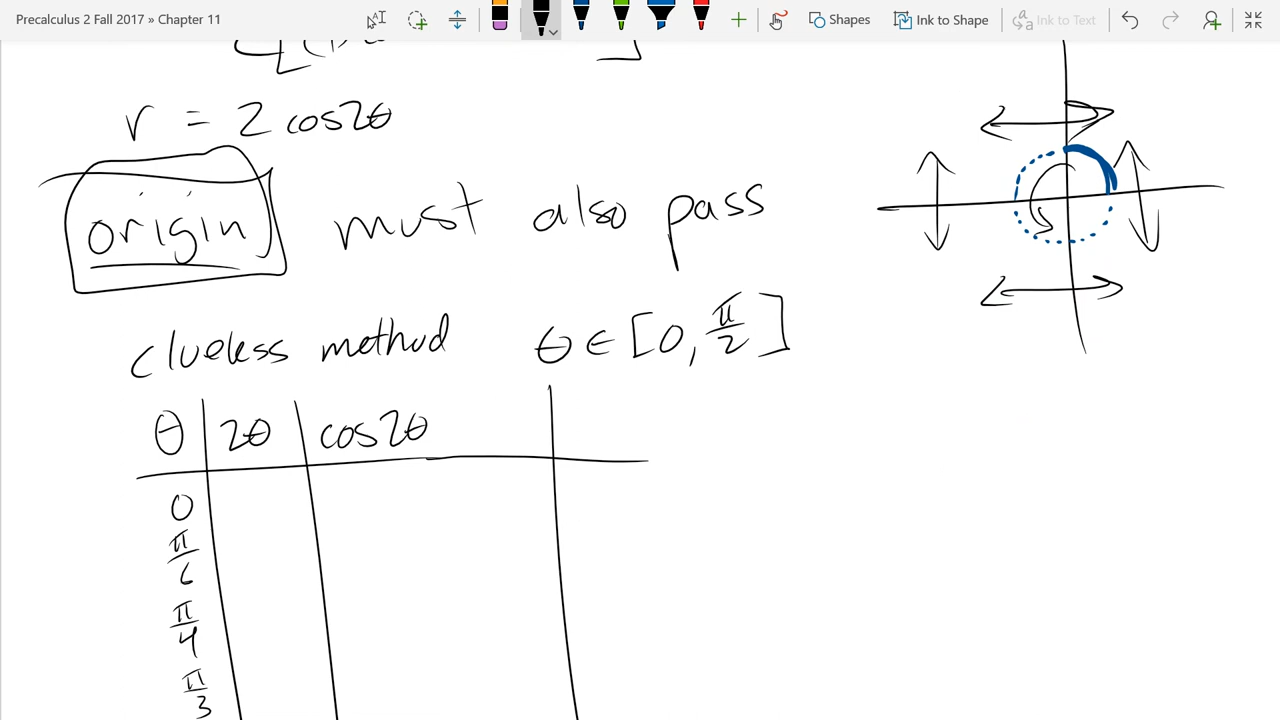 Precalculus 2 Fall 2017 » Chapter 11
Shapes
Ink to Shape
Ink to Text
r = 2 cos2θ
origin must also pass
clueless method θ ∈ [0, π/2]
θ 2θ cos2θ
0
π/6
π/4
π/3